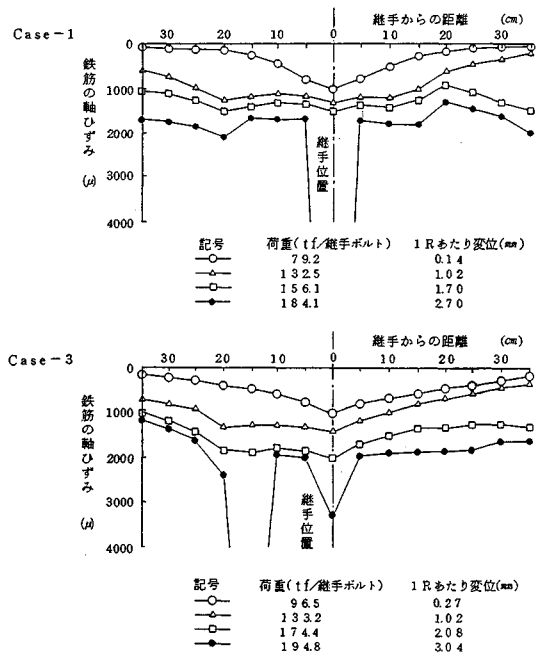 Case-1
継手からの距離 (cm)
30 20 10 0 10 20 30
鉄筋の軸ひずみ (μ)
0
1000
2000
3000
4000
継手位置
記号 荷重(tf/継手ボルト) 1Rあたり変位(mm)
79.2 0.14
132.5 1.02
156.1 1.70
184.1 2.70
Case-3
継手からの距離 (cm)
30 20 10 0 10 20 30
鉄筋の軸ひずみ (μ)
0
1000
2000
3000
4000
継手位置
記号 荷重(tf/継手ボルト) 1Rあたり変位(mm)
96.5 0.27
133.2 1.02
174.4 2.08
194.8 3.04